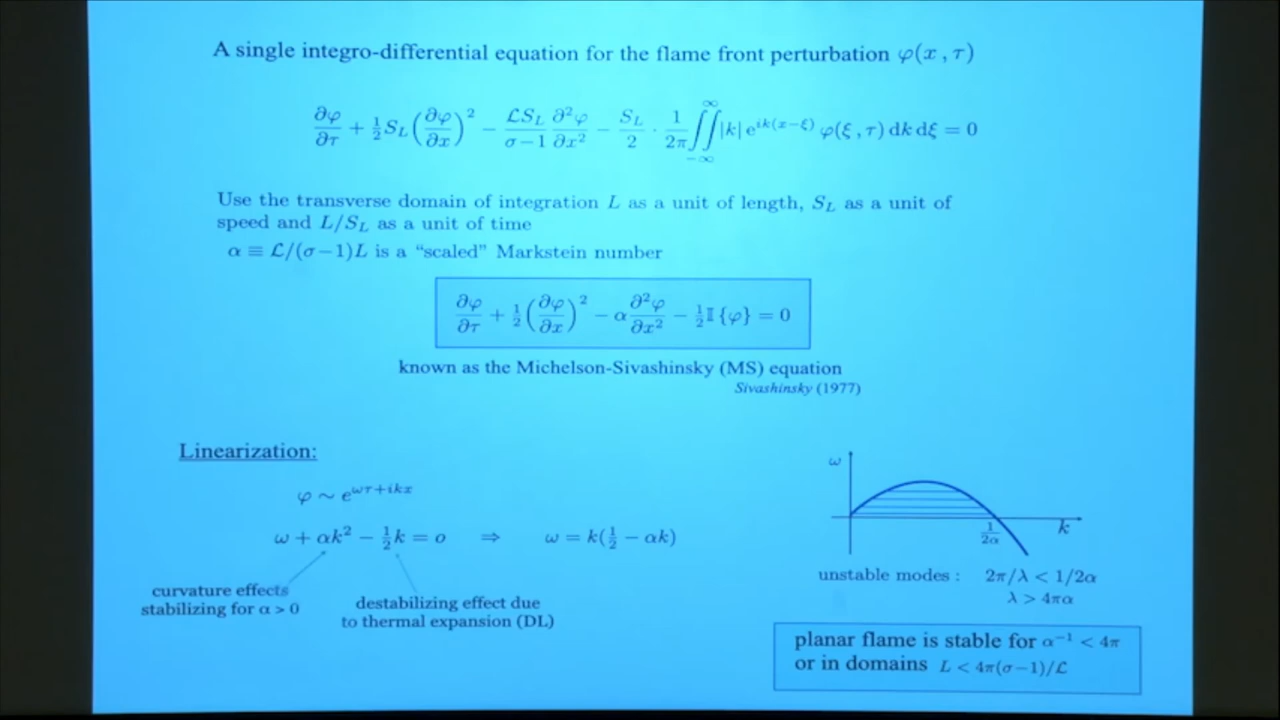 A single integro-differential equation for the flame front perturbation φ(x , τ)
∂φ/∂τ + ½S_L(∂φ/∂x)² − ℒS_L/(σ−1) ∂²φ/∂x² − S_L/2 · 1/2π ∬_{−∞}^{∞} |k| e^{ik(x−ξ)} φ(ξ , τ) dk dξ = 0
Use the transverse domain of integration L as a unit of length, S_L as a unit of
speed and L/S_L as a unit of time
α ≡ ℒ/(σ−1)L is a “scaled” Markstein number
∂φ/∂τ + ½(∂φ/∂x)² − α ∂²φ/∂x² − ½𝕀{φ} = 0
known as the Michelson-Sivashinsky (MS) equation
Sivashinsky (1977)
Linearization:
φ ∼ e^{ωτ+ikx}
ω + αk² − ½k = o ⇒ ω = k(½ − αk)
curvature effects
stabilizing for α > 0
destabilizing effect due
to thermal expansion (DL)
ω
k
1/2α
unstable modes : 2π/λ < 1/2α
λ > 4πα
planar flame is stable for α⁻¹ < 4π
or in domains L < 4π(σ−1)/ℒ